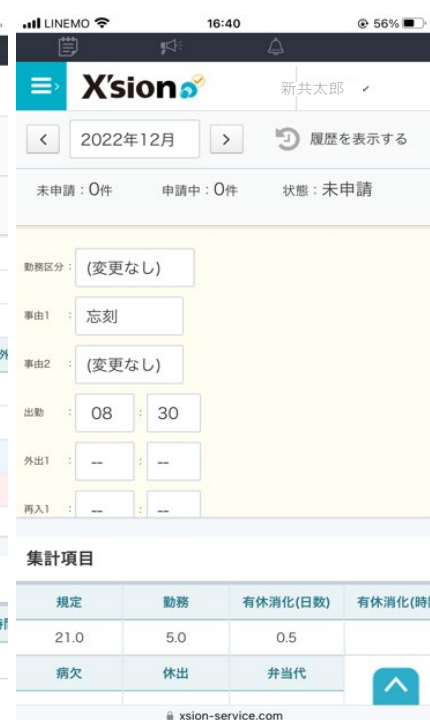 LINEMO 16:40 56%
X'sion 新共太郎
< 2022年12月 > 履歴を表示する
未申請：0件 申請中：0件 状態：未申請
勤務区分： (変更なし)
事由1 ： 忘刻
事由2 ： (変更なし)
出勤 ： 08 : 30
外出1 ： -- : --
再入1 ： -- : --
集計項目
規定 勤務 有休消化(日数) 有休消化(時
21.0 5.0 0.5
病欠 休出 弁当代
xsion-service.com